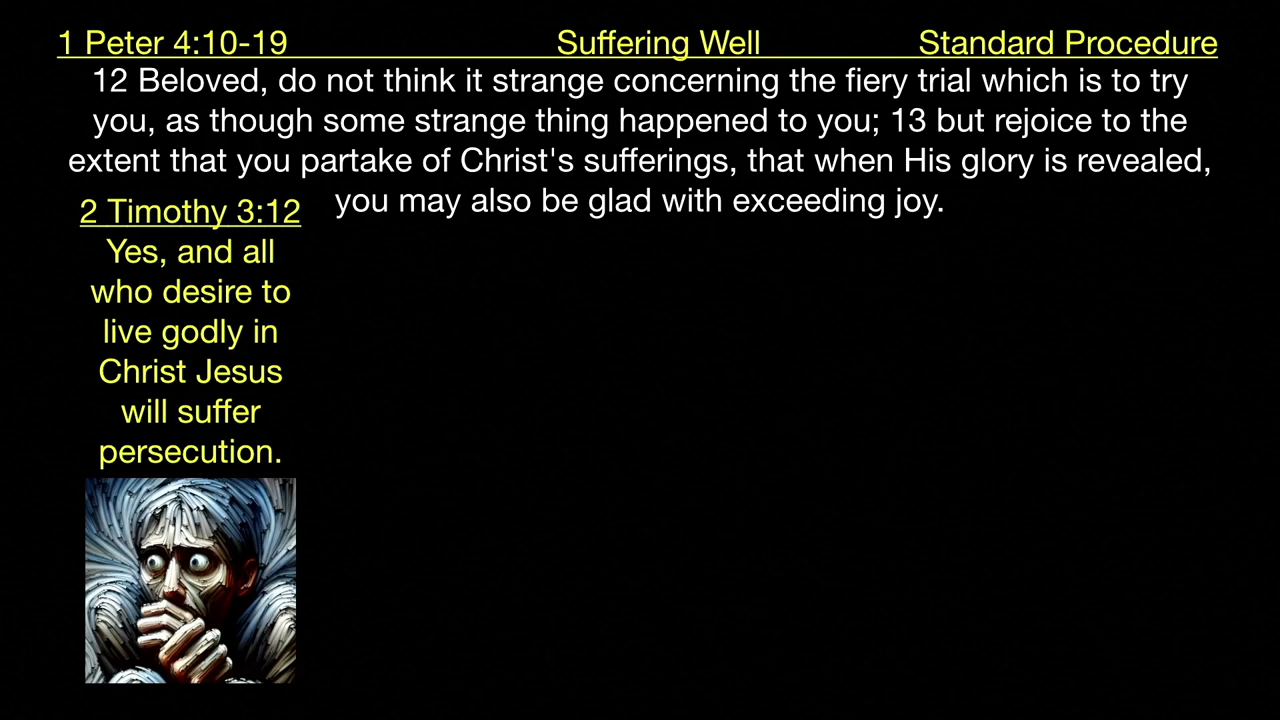 1 Peter 4:10-19 Suffering Well Standard Procedure
12 Beloved, do not think it strange concerning the fiery trial which is to try
you, as though some strange thing happened to you; 13 but rejoice to the
extent that you partake of Christ's sufferings, that when His glory is revealed,
you may also be glad with exceeding joy.
2 Timothy 3:12
Yes, and all
who desire to
live godly in
Christ Jesus
will suffer
persecution.